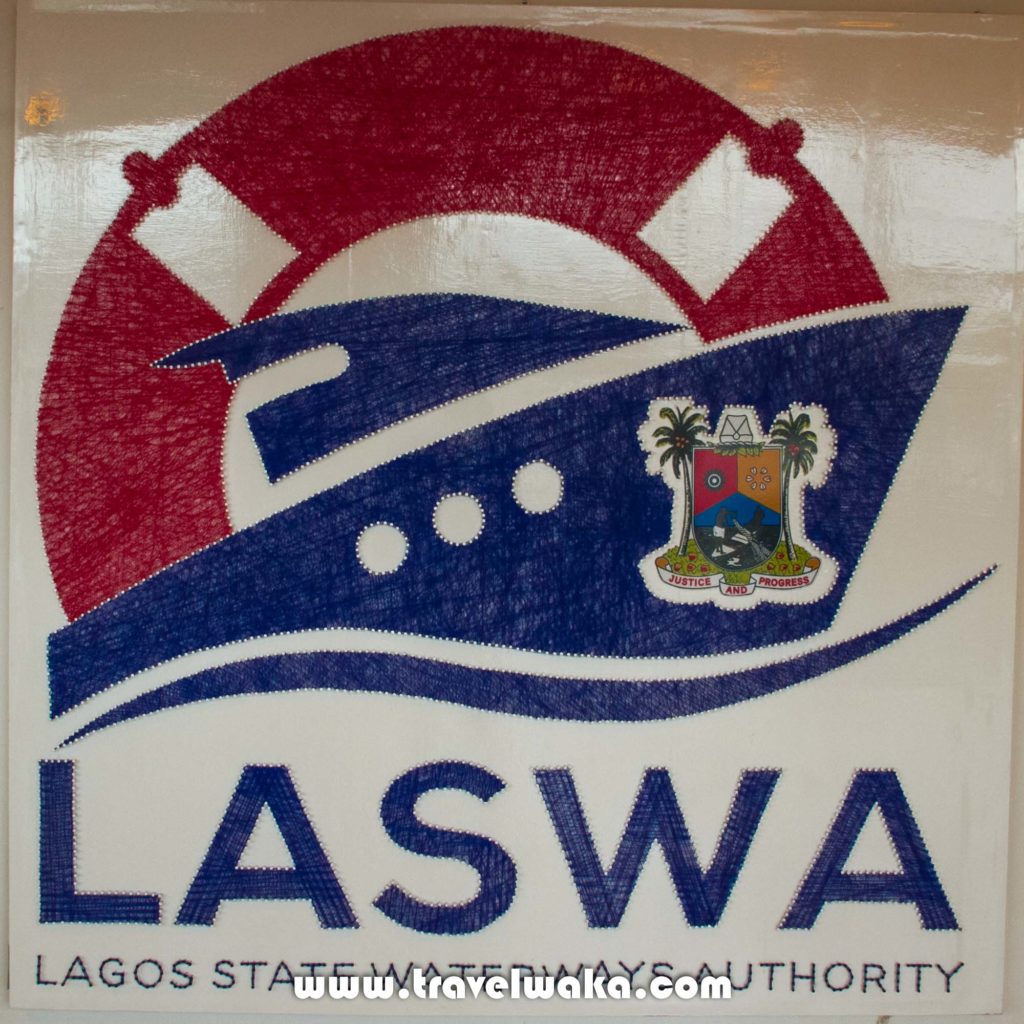 JUSTICE AND PROGRESS
LASWA
LAGOS STATE WATERWAYS AUTHORITY
www.travelwaka.com